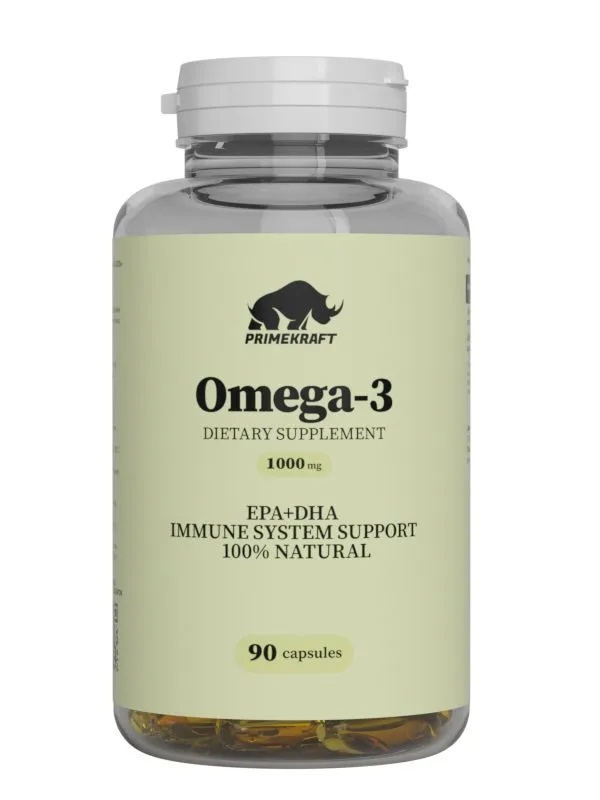 PRIMEKRAFT
Omega-3
DIETARY SUPPLEMENT
1000 mg
EPA+DHA
IMMUNE SYSTEM SUPPORT
100% NATURAL
90 capsules